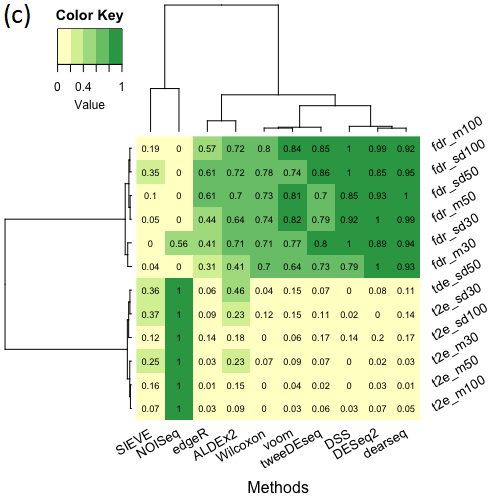 (c)
Color Key
0 0.4 0.8 1
Value
0.19 0 0.57 0.72 0.8 0.84 0.85 1 0.99 0.92 fdr_m100
0.35 0 0.61 0.72 0.78 0.74 0.86 1 0.85 0.95 fdr_sd100
0.1 0 0.61 0.7 0.73 0.81 0.7 0.85 0.93 1 fdr_sd50
0.05 0 0.44 0.64 0.74 0.82 0.79 0.92 1 0.99 fdr_m50
0 0.56 0.41 0.71 0.71 0.77 0.8 1 0.89 0.94 fdr_sd30
0.04 0 0.31 0.41 0.7 0.64 0.73 0.79 1 0.93 fdr_m30
0.36 1 0.06 0.46 0.04 0.15 0.07 0 0.08 0.11 tde_sd50
0.37 1 0.09 0.23 0.12 0.15 0.11 0.02 0 0.14 t2e_sd30
0.12 1 0.14 0.18 0.06 0.17 0.06 0.14 0.2 0.17 t2e_sd100
0.25 1 0.03 0.23 0.07 0.09 0.07 0 0.02 0.03 t2e_m30
0.16 1 0.01 0.15 0 0.04 0.02 0 0.03 0.01 t2e_m50
0.07 1 0.03 0.09 0 0.02 0.06 0.03 0.07 0.05 t2e_m100
SIEVE NOISeq edgeR ALDEx2 Wilcoxon voom tweeDEseq DSS DESeq2 dearseq
Methods